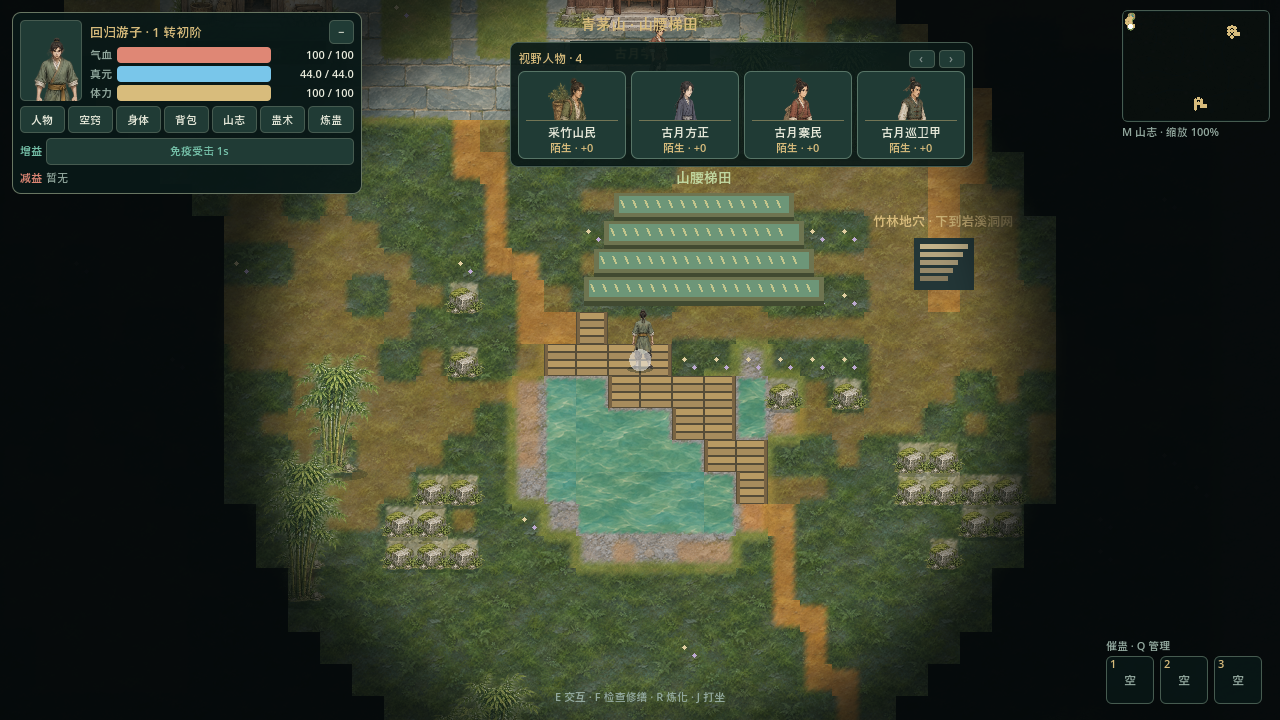 回归游子 · 1 转初阶
−
气血 100 / 100
真元 44.0 / 44.0
体力 100 / 100
人物 空窍 身体 背包 山志 蛊术 炼蛊
增益 免疫受击 1s
减益 暂无
青茅山 · 山腰梯田
视野人物 · 4
‹ ›
采竹山民
陌生 · +0
古月方正
陌生 · +0
古月寨民
陌生 · +0
古月巡卫甲
陌生 · +0
M 山志 · 缩放 100%
山腰梯田
竹林地穴 · 下到岩溪洞网
催蛊 · Q 管理
1 空
2 空
3 空
E 交互 · F 检查修缮 · R 炼化 · J 打坐